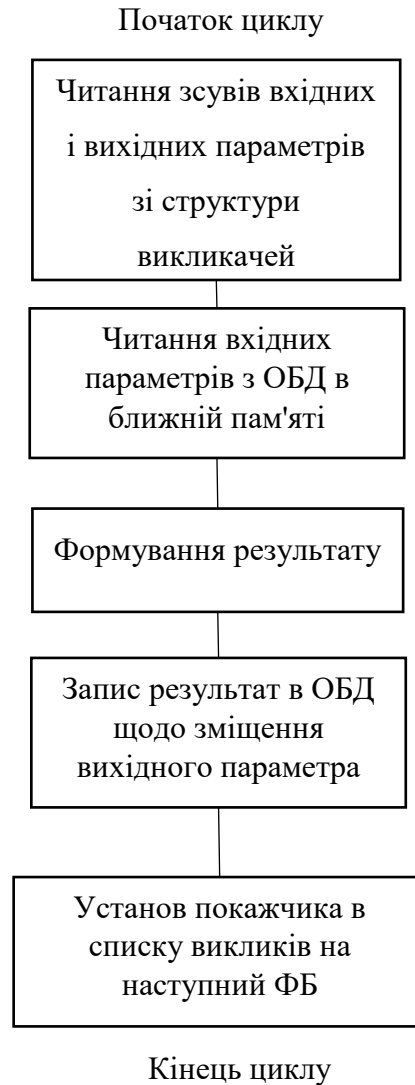 Початок циклу
Читання зсувів вхідних
і вихідних параметрів
зі структури
викликачей
Читання вхідних
параметрів з ОБД в
ближній пам'яті
Формування результату
Запис результат в ОБД
щодо зміщення
вихідного параметра
Установ покажчика в
списку викликів на
наступний ФБ
Кінець циклу